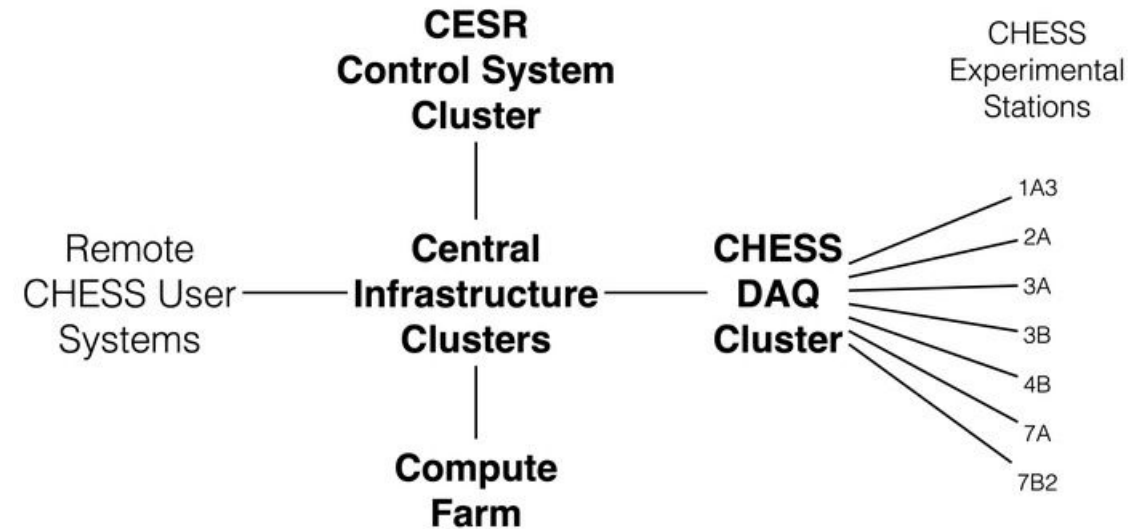 CESR
Control System
Cluster
CHESS
Experimental
Stations
Remote
CHESS User
Systems
Central
Infrastructure
Clusters
CHESS
DAQ
Cluster
1A3
2A
3A
3B
4B
7A
7B2
Compute
Farm